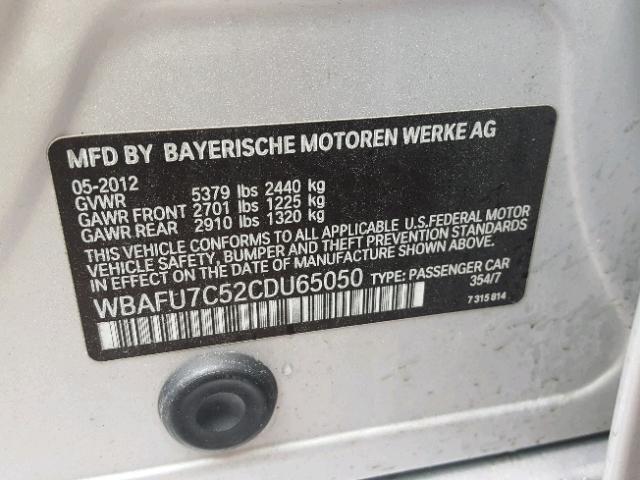 MFD BY BAYERISCHE MOTOREN WERKE AG
05-2012
GVWR 5379 lbs 2440 kg
GAWR FRONT 2701 lbs 1225 kg
GAWR REAR 2910 lbs 1320 kg
THIS VEHICLE CONFORMS TO ALL APPLICABLE U.S.FEDERAL MOTOR
VEHICLE SAFETY, BUMPER, AND THEFT PREVENTION STANDARDS
IN EFFECT ON THE DATE OF MANUFACTURE SHOWN ABOVE.
WBAFU7C52CDU65050 TYPE: PASSENGER CAR
354/7
7 315 814